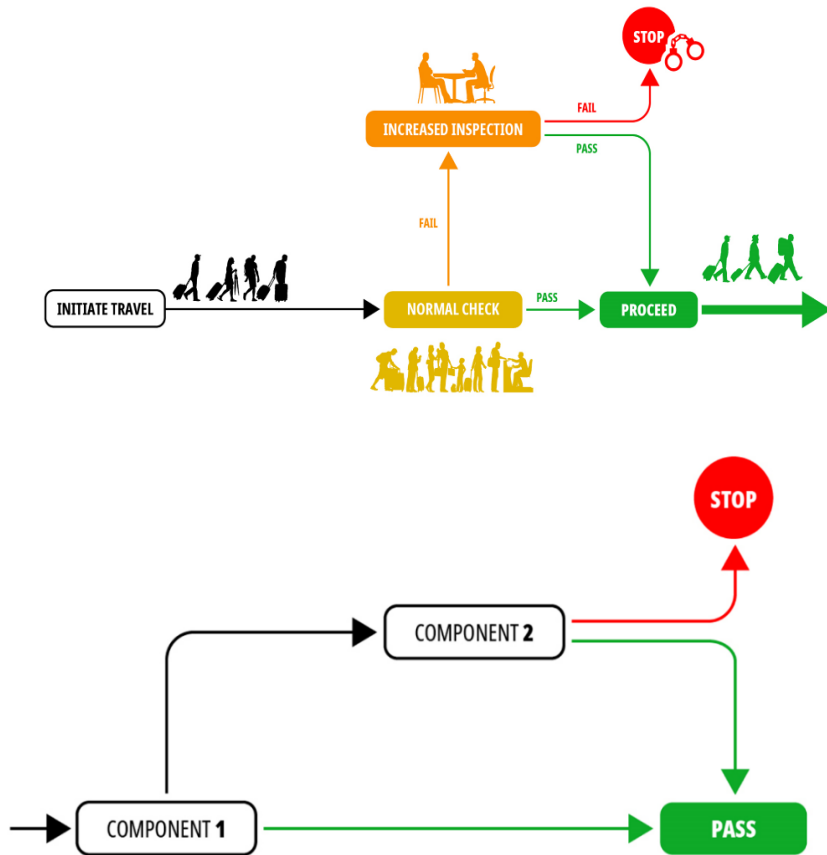 STOP
INCREASED INSPECTION
FAIL
PASS
FAIL
INITIATE TRAVEL
NORMAL CHECK
PASS
PROCEED
STOP
COMPONENT 2
COMPONENT 1
PASS